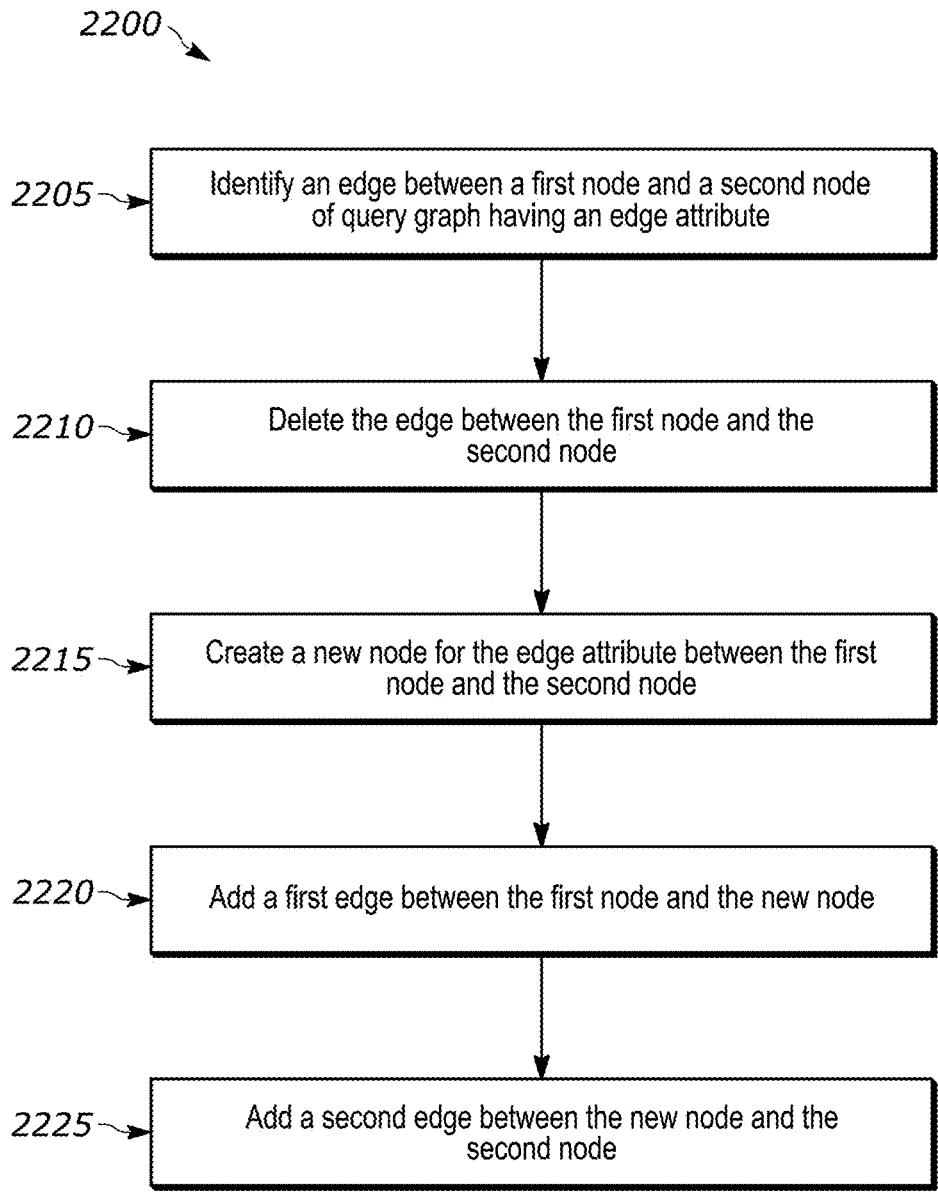 2200
2205
Identify an edge between a first node and a second node
of query graph having an edge attribute
2210
Delete the edge between the first node and the
second node
2215
Create a new node for the edge attribute between the first
node and the second node
2220
Add a first edge between the first node and the new node
2225
Add a second edge between the new node and the
second node